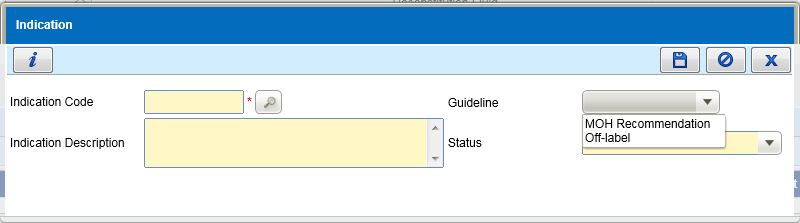 Indication
i
Indication Code
*
Guideline
MOH Recommendation
Off-label
Indication Description
Status